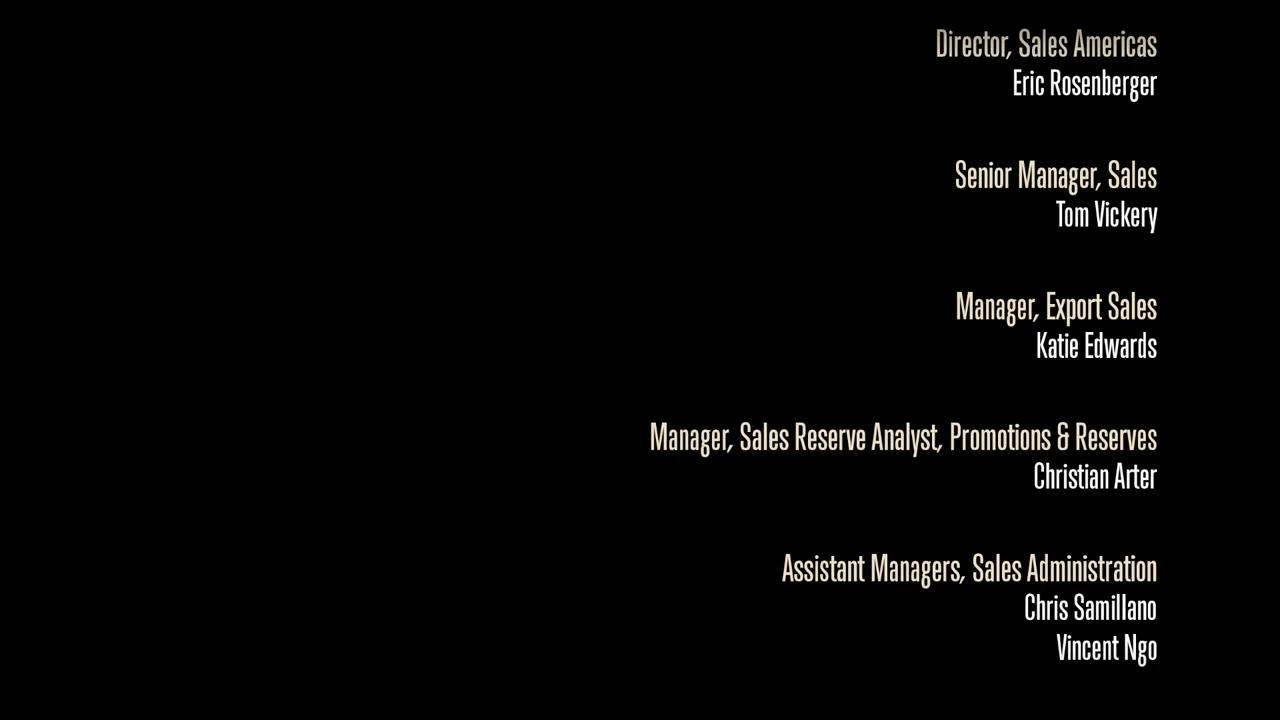 Director, Sales Americas
Eric Rosenberger
Senior Manager, Sales
Tom Vickery
Manager, Export Sales
Katie Edwards
Manager, Sales Reserve Analyst, Promotions & Reserves
Christian Arter
Assistant Managers, Sales Administration
Chris Samillano
Vincent Ngo